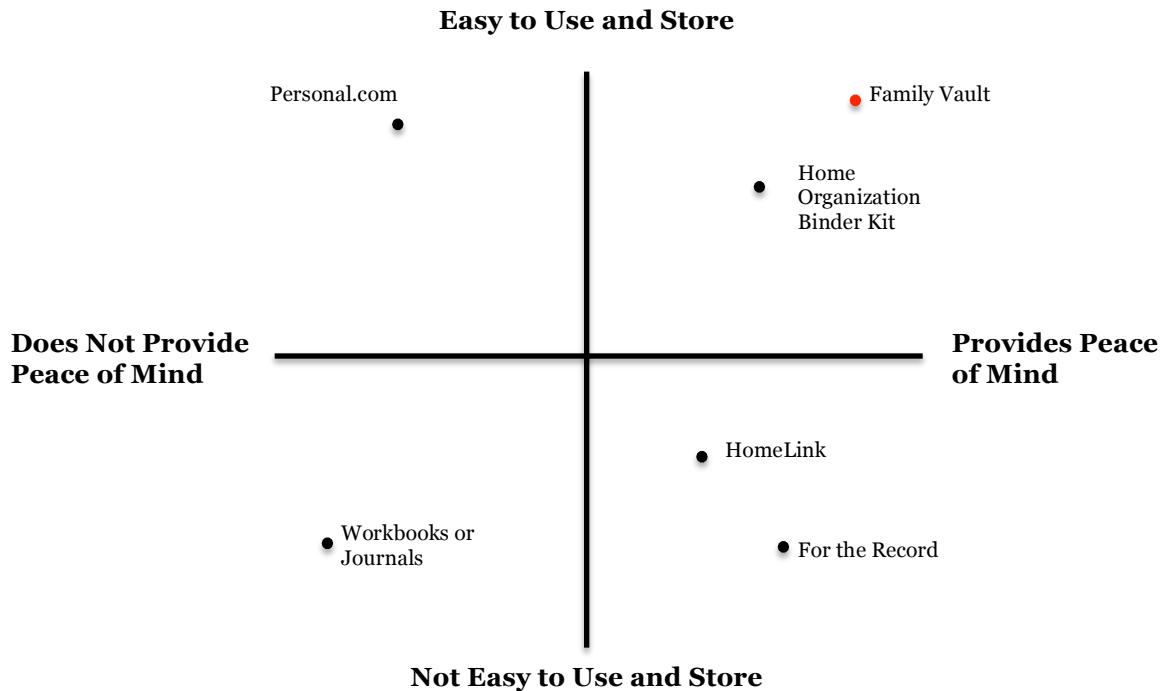 Easy to Use and Store
Personal.com
Family Vault
Home
Organization
Binder Kit
Does Not Provide
Peace of Mind
Provides Peace
of Mind
HomeLink
Workbooks or
Journals
For the Record
Not Easy to Use and Store